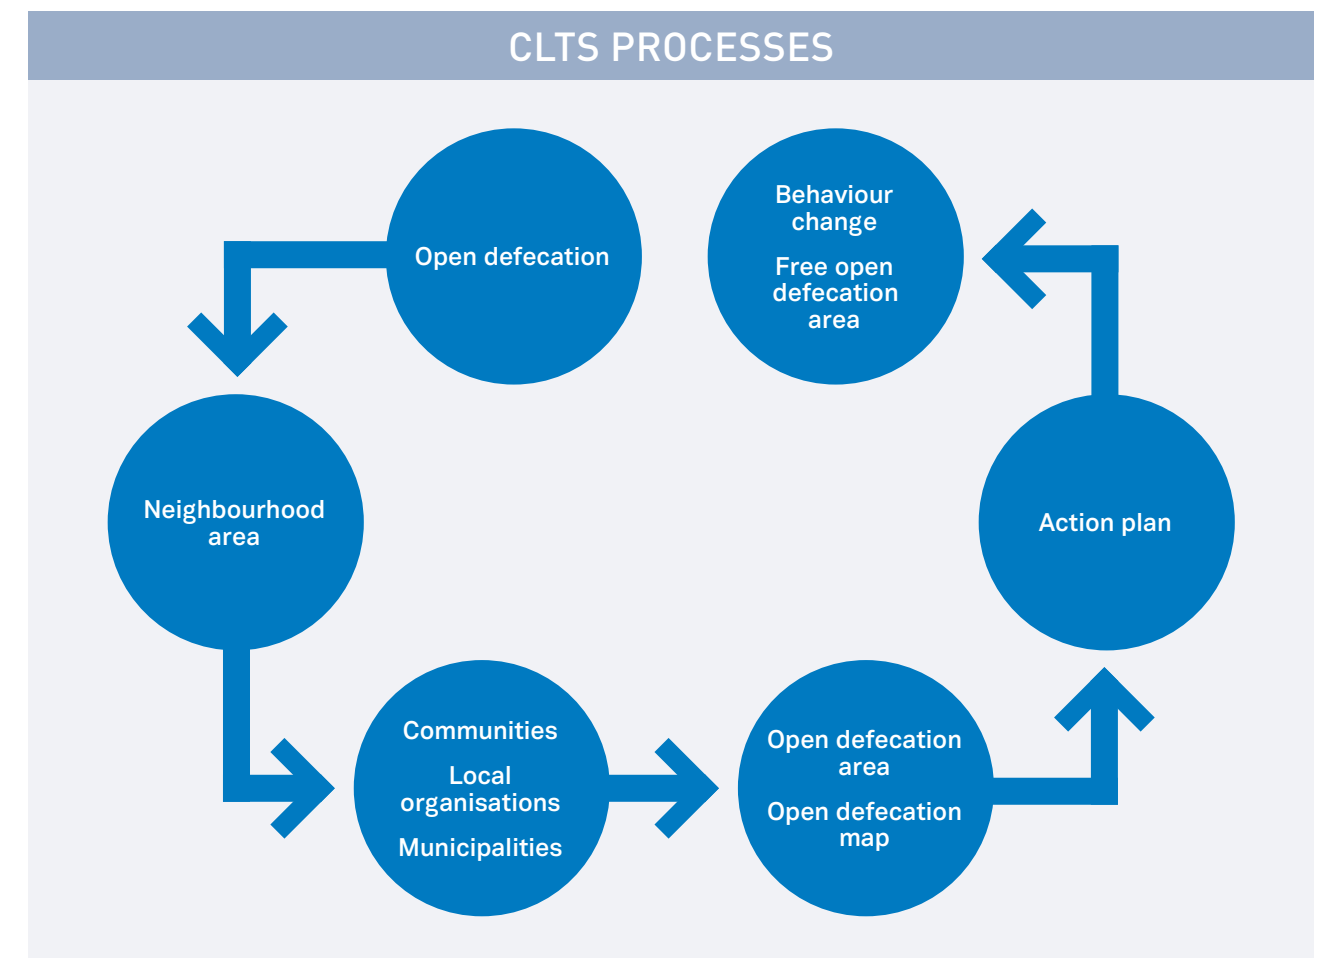 CLTS PROCESSES
Open defecation
Neighbourhood
area
Communities
Local
organisations
Municipalities
Open defecation
area
Open defecation
map
Action plan
Behaviour
change
Free open
defecation
area